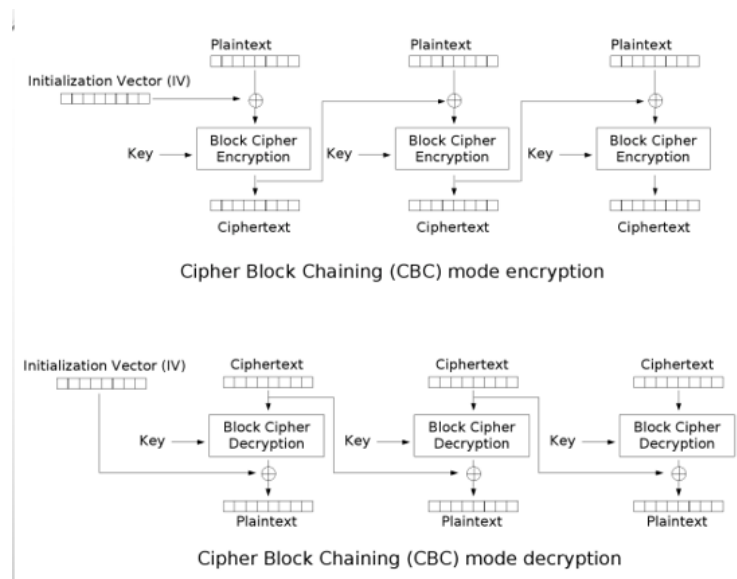 Plaintext Plaintext Plaintext
Initialization Vector (IV)
Key Block Cipher Encryption Key Block Cipher Encryption Key Block Cipher Encryption
Ciphertext Ciphertext Ciphertext
Cipher Block Chaining (CBC) mode encryption
Initialization Vector (IV) Ciphertext Ciphertext Ciphertext
Key Block Cipher Decryption Key Block Cipher Decryption Key Block Cipher Decryption
Plaintext Plaintext Plaintext
Cipher Block Chaining (CBC) mode decryption